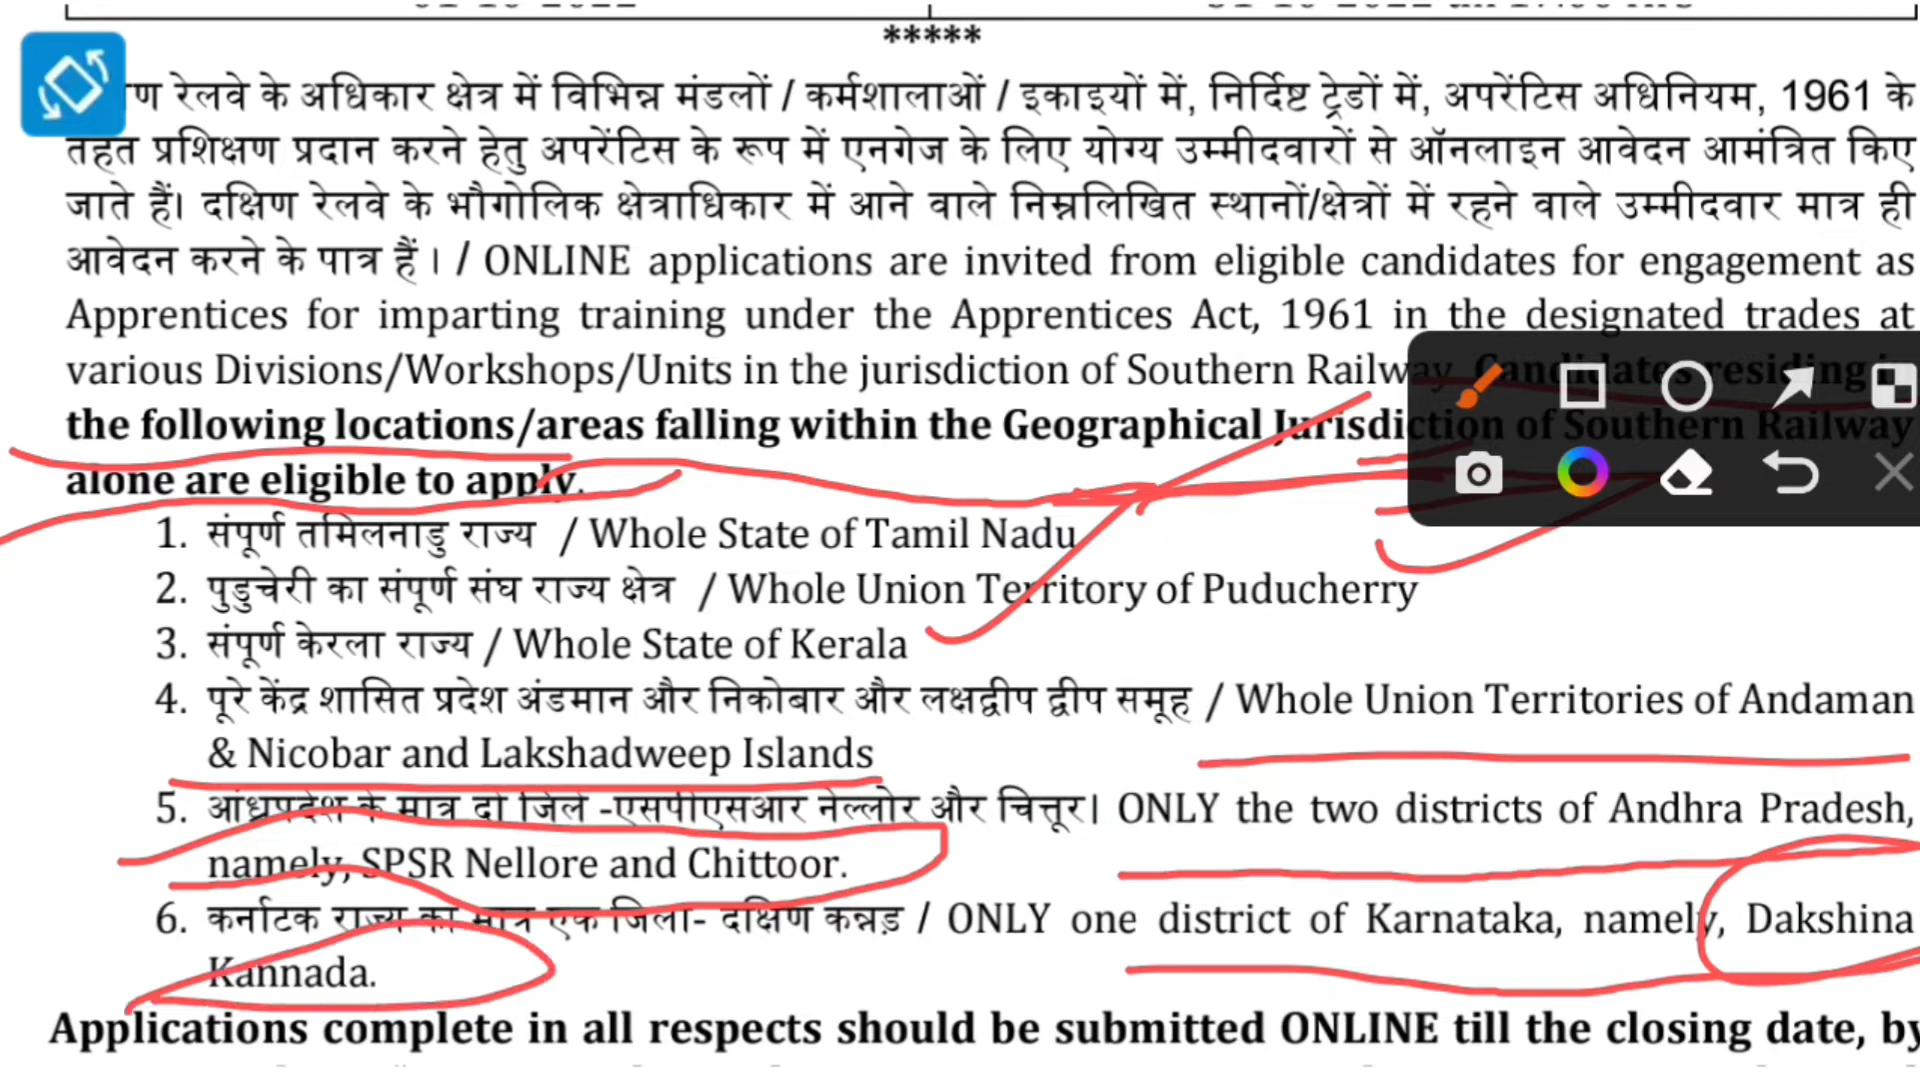 *****
रेलवे के अधिकार क्षेत्र में विभिन्न मंडलों / कर्मशालाओं / इकाइयों में, निर्दिष्ट ट्रेडों में, अपरेंटिस अधिनियम, 1961 के
तहत प्रशिक्षण प्रदान करने हेतु अपरेंटिस के रूप में एनगेज के लिए योग्य उम्मीदवारों से ऑनलाइन आवेदन आमंत्रित किए
जाते हैं। दक्षिण रेलवे के भौगोलिक क्षेत्राधिकार में आने वाले निम्नलिखित स्थानों/क्षेत्रों में रहने वाले उम्मीदवार मात्र ही
आवेदन करने के पात्र हैं । / ONLINE applications are invited from eligible candidates for engagement as
Apprentices for imparting training under the Apprentices Act, 1961 in the designated trades at
various Divisions/Workshops/Units in the jurisdiction of Southern Railway. Candidates residing in
the following locations/areas falling within the Geographical Jurisdiction of Southern Railway
alone are eligible to apply.
1. संपूर्ण तमिलनाडु राज्य / Whole State of Tamil Nadu
2. पुडुचेरी का संपूर्ण संघ राज्य क्षेत्र / Whole Union Territory of Puducherry
3. संपूर्ण केरला राज्य / Whole State of Kerala
4. पूरे केंद्र शासित प्रदेश अंडमान और निकोबार और लक्षद्वीप द्वीप समूह / Whole Union Territories of Andaman
& Nicobar and Lakshadweep Islands
5. आंध्रप्रदेश के मात्र दो जिले -एसपीएसआर नेल्लोर और चित्तूर। ONLY the two districts of Andhra Pradesh,
namely, SPSR Nellore and Chittoor.
6. कर्नाटक राज्य का मात्र एक जिला- दक्षिण कन्नड़ / ONLY one district of Karnataka, namely, Dakshina
Kannada.
Applications complete in all respects should be submitted ONLINE till the closing date, by